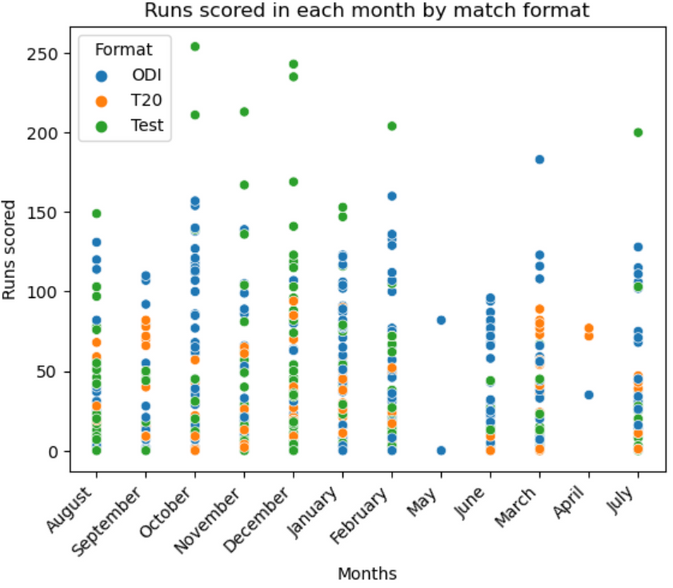 Runs scored in each month by match format
Format
ODI
T20
Test
250
200
150
100
50
0
Runs scored
August
September
October
November
December
January
February
May
June
March
April
July
Months